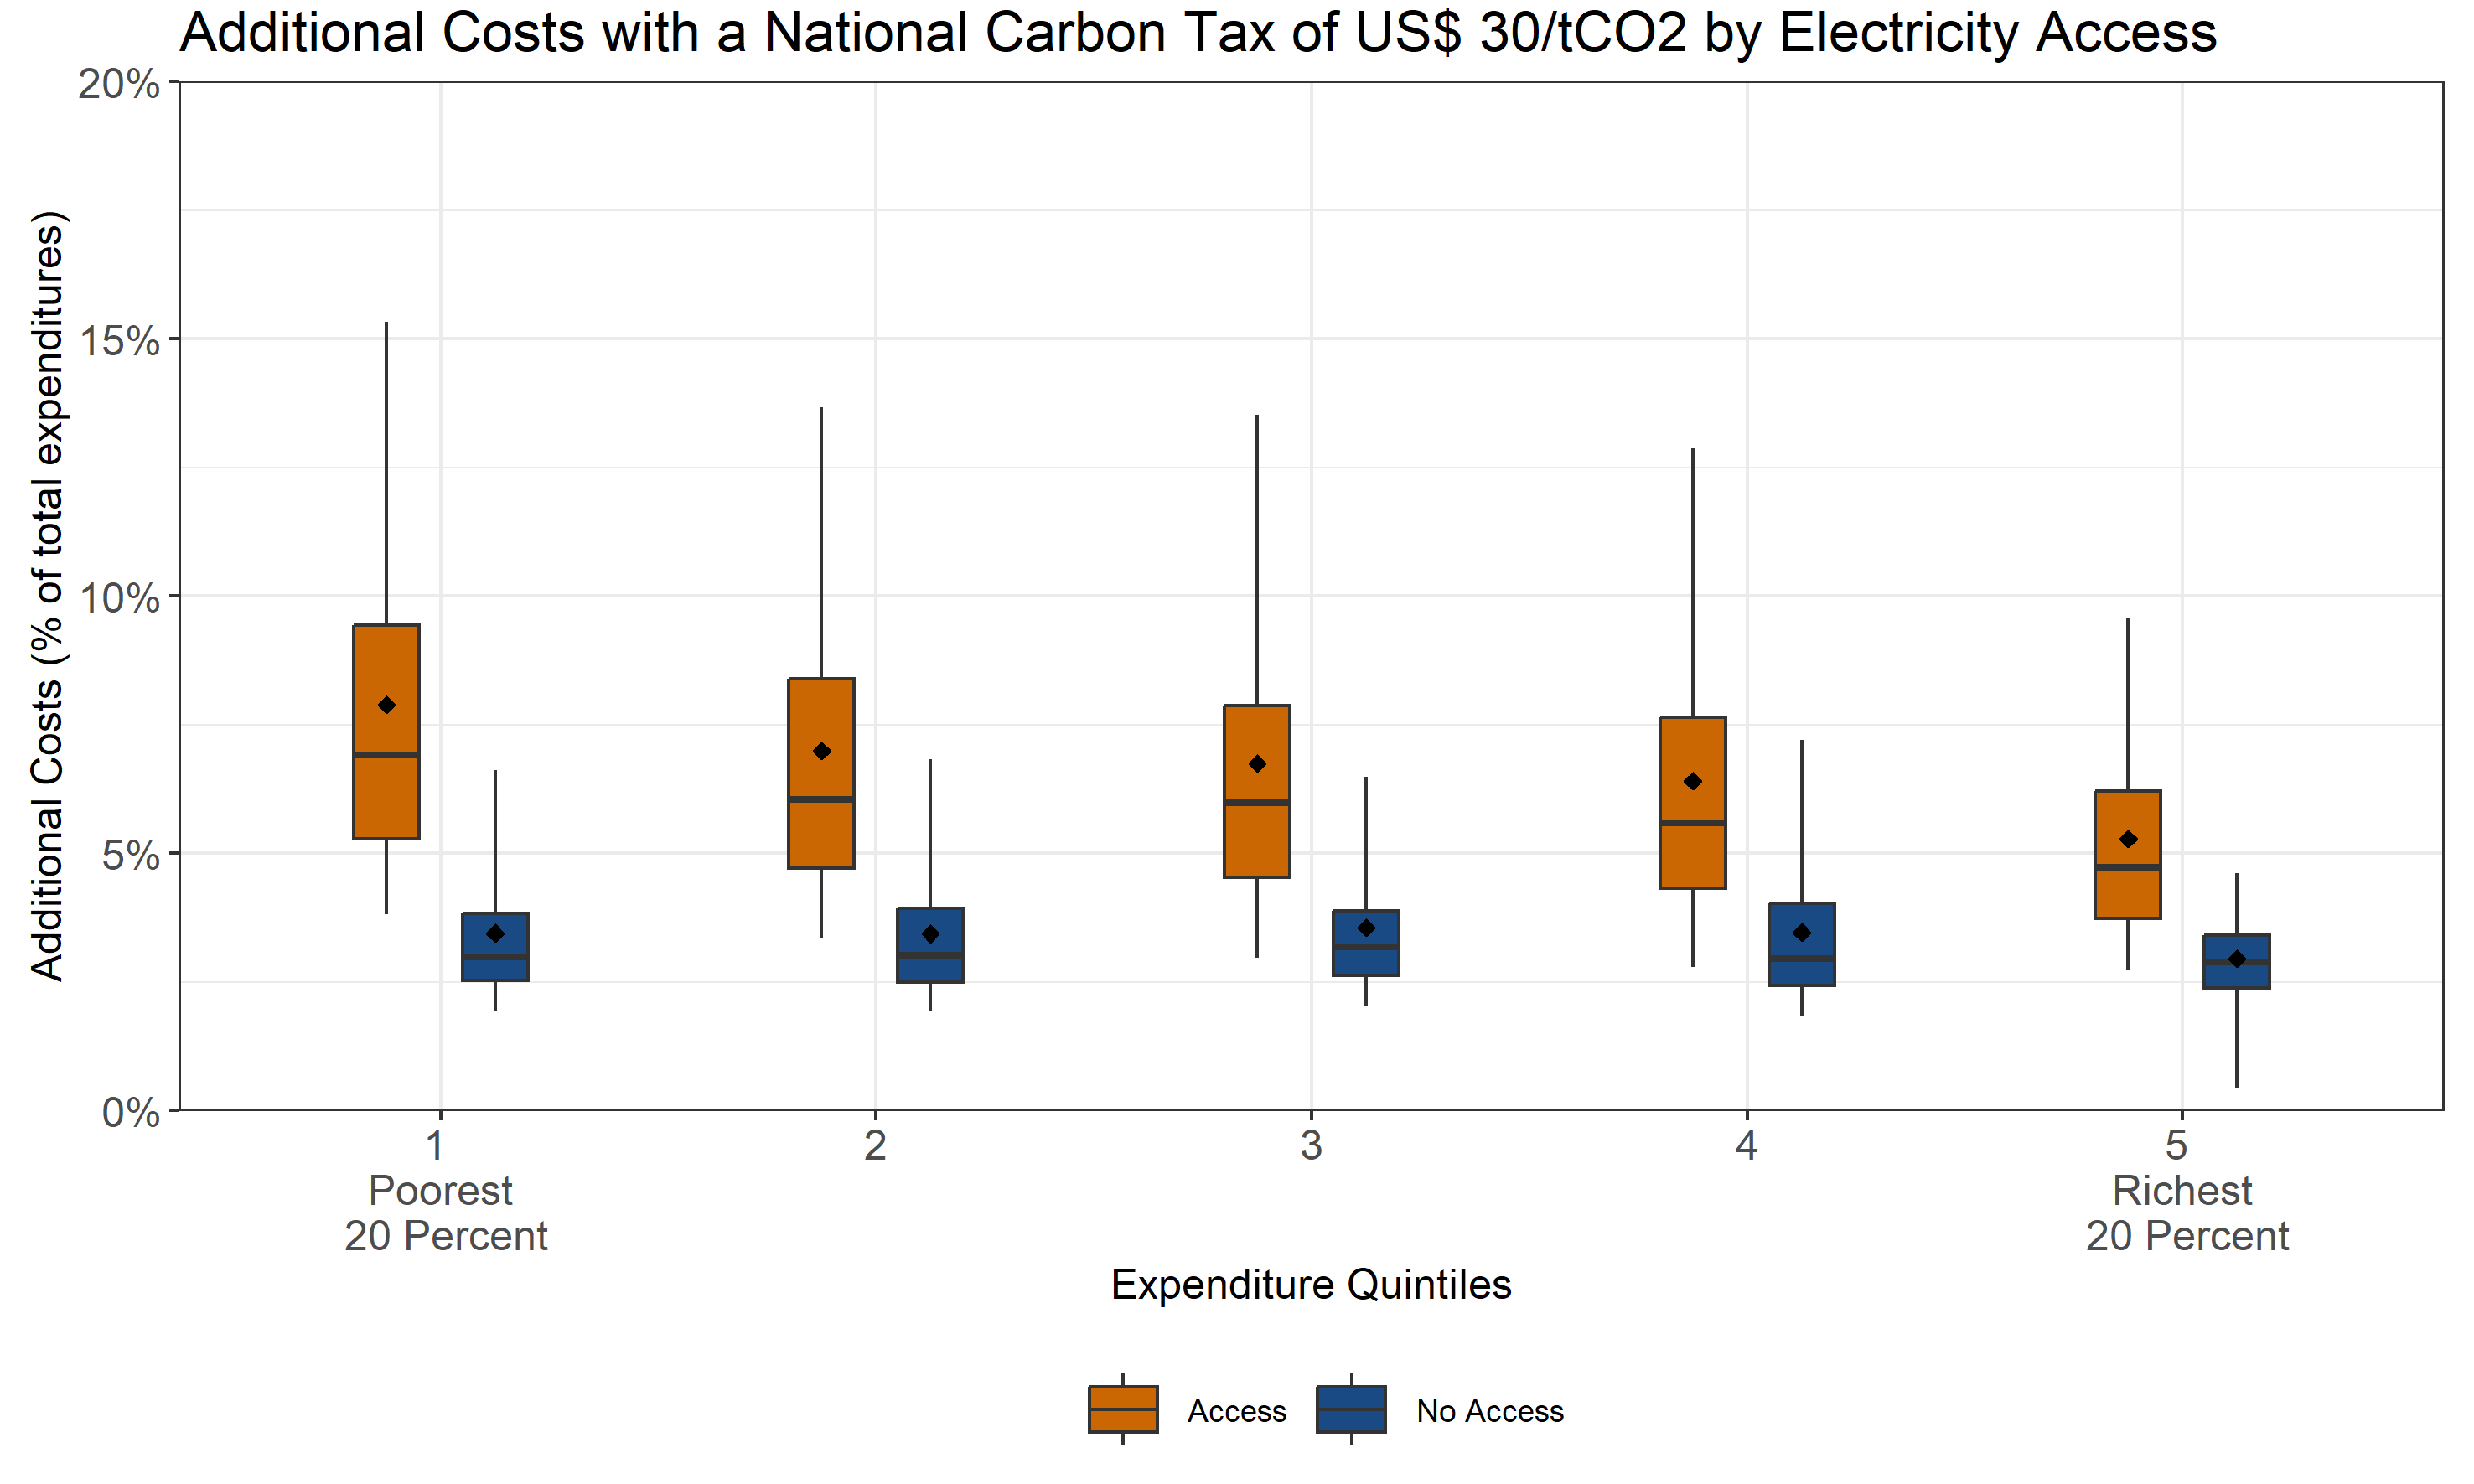 Additional Costs with a National Carbon Tax of US$ 30/tCO2 by Electricity Access
Additional Costs (% of total expenditures)
20%
15%
10%
5%
0%
1
Poorest
20 Percent
2
3
4
5
Richest
20 Percent
Expenditure Quintiles
Access
No Access